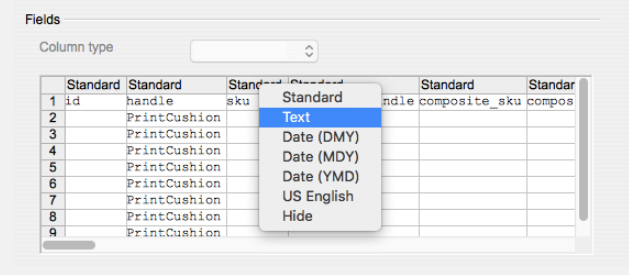 Fields
Column type
Standard Standard Standard Standard Standard Standar
1 id handle sku ndle composite_sku compos
2 PrintCushion
3 PrintCushion
4 PrintCushion
5 PrintCushion
6 PrintCushion
7 PrintCushion
8 PrintCushion
9 PrintCushion
Standard
Text
Date (DMY)
Date (MDY)
Date (YMD)
US English
Hide